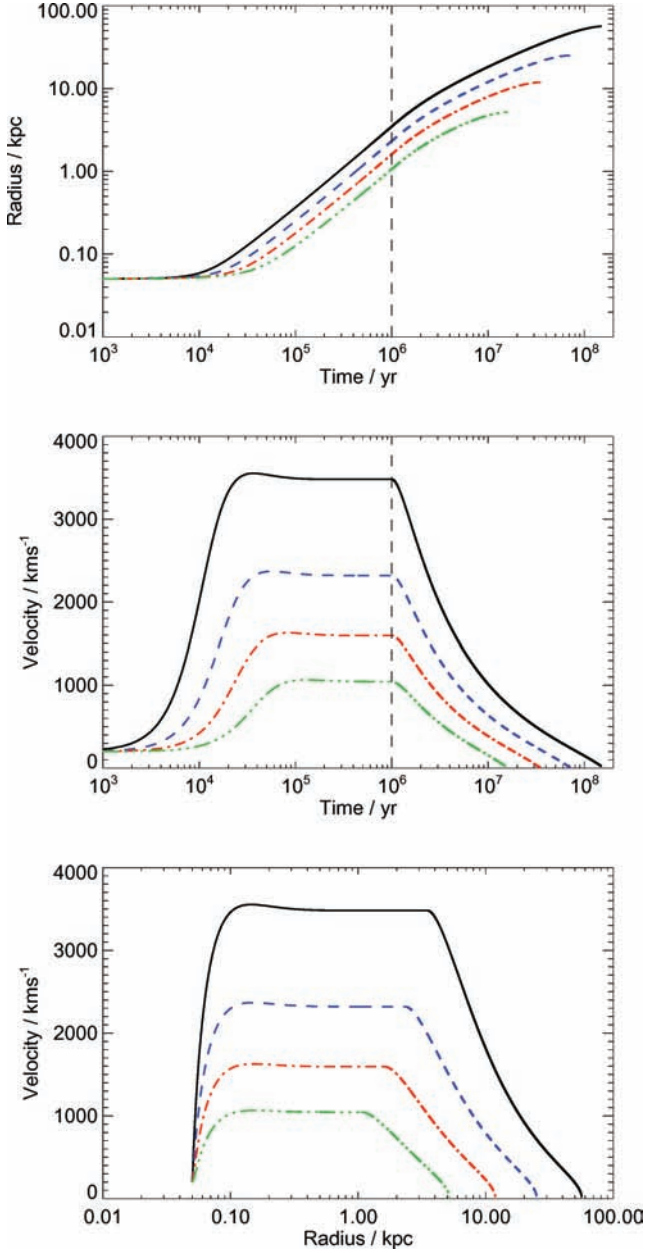 100.00
10.00
1.00
0.10
0.01
Radius / kpc
10³ 10⁴ 10⁵ 10⁶ 10⁷ 10⁸
Time / yr
4000
3000
2000
1000
0
Velocity / kms⁻¹
10³ 10⁴ 10⁵ 10⁶ 10⁷ 10⁸
Time / yr
4000
3000
2000
1000
0
Velocity / kms⁻¹
0.01 0.10 1.00 10.00 100.00
Radius / kpc